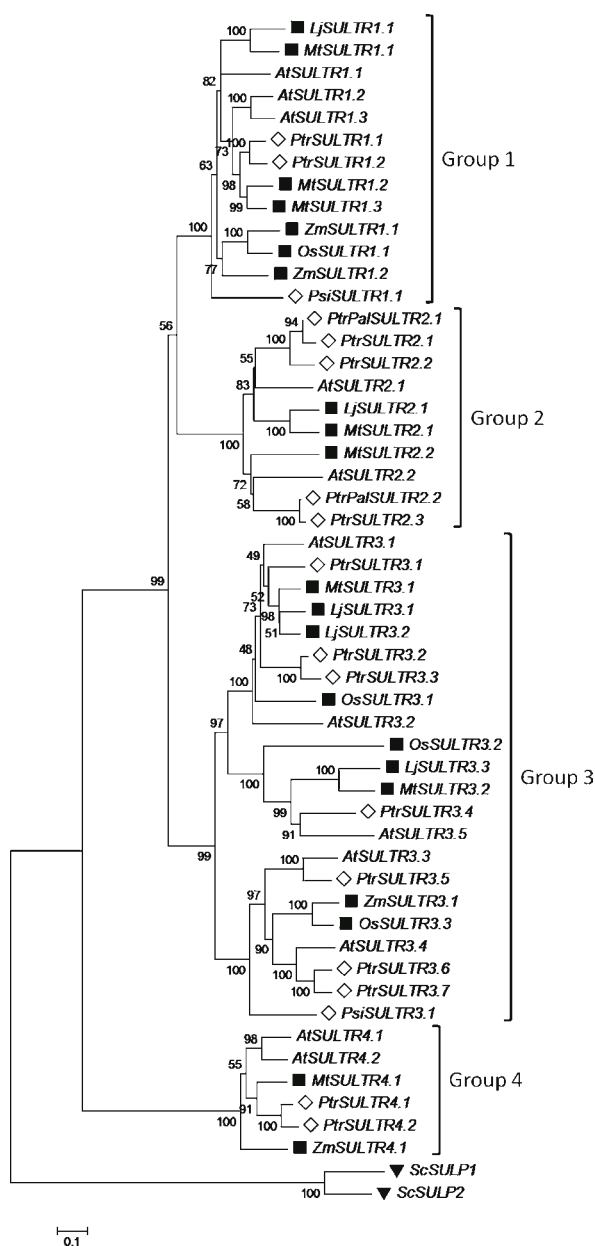 LjSULTR1.1
100
MtSULTR1.1
82
AtSULTR1.1
AtSULTR1.2
100
AtSULTR1.3
PtrSULTR1.1
100
73
PtrSULTR1.2
63
98
MtSULTR1.2
99
MtSULTR1.3
ZmSULTR1.1
100
100
OsSULTR1.1
77
ZmSULTR1.2
PsiSULTR1.1
Group 1
56
PtrPalSULTR2.1
94
PtrSULTR2.1
100
PtrSULTR2.2
55
AtSULTR2.1
83
LjSULTR2.1
100
MtSULTR2.1
100
MtSULTR2.2
AtSULTR2.2
72
PtrPalSULTR2.2
58
100
PtrSULTR2.3
Group 2
AtSULTR3.1
49
PtrSULTR3.1
99
MtSULTR3.1
52
73
98
LjSULTR3.1
51
LjSULTR3.2
48
PtrSULTR3.2
100
PtrSULTR3.3
100
OsSULTR3.1
AtSULTR3.2
97
OsSULTR3.2
LjSULTR3.3
100
100
MtSULTR3.2
99
PtrSULTR3.4
91
AtSULTR3.5
Group 3
99
AtSULTR3.3
100
PtrSULTR3.5
97
ZmSULTR3.1
100
OsSULTR3.3
90
AtSULTR3.4
100
100
PtrSULTR3.6
100
PtrSULTR3.7
PsiSULTR3.1
AtSULTR4.1
98
AtSULTR4.2
55
MtSULTR4.1
91
PtrSULTR4.1
100
100
PtrSULTR4.2
ZmSULTR4.1
Group 4
ScSULP1
100
ScSULP2
0.1